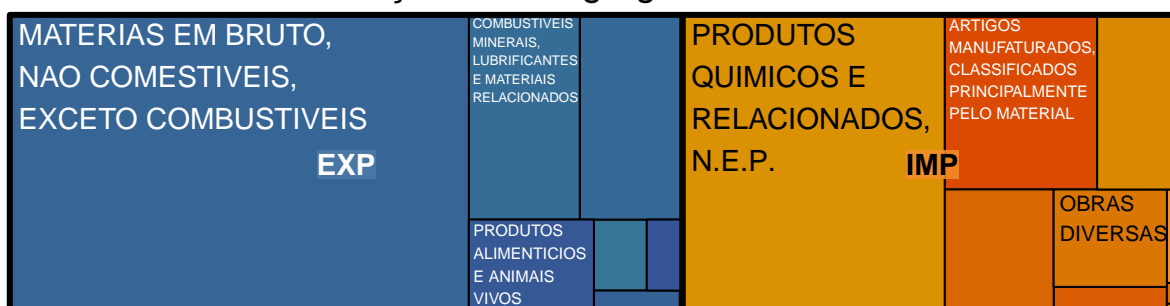 MATERIAS EM BRUTO,
NAO COMESTIVEIS,
EXCETO COMBUSTIVEIS
EXP
COMBUSTIVEIS
MINERAIS,
LUBRIFICANTES
E MATERIAIS
RELACIONADOS
PRODUTOS
ALIMENTICIOS
E ANIMAIS
VIVOS
PRODUTOS
QUIMICOS E
RELACIONADOS,
N.E.P.
IMP
ARTIGOS
MANUFATURADOS,
CLASSIFICADOS
PRINCIPALMENTE
PELO MATERIAL
OBRAS
DIVERSAS